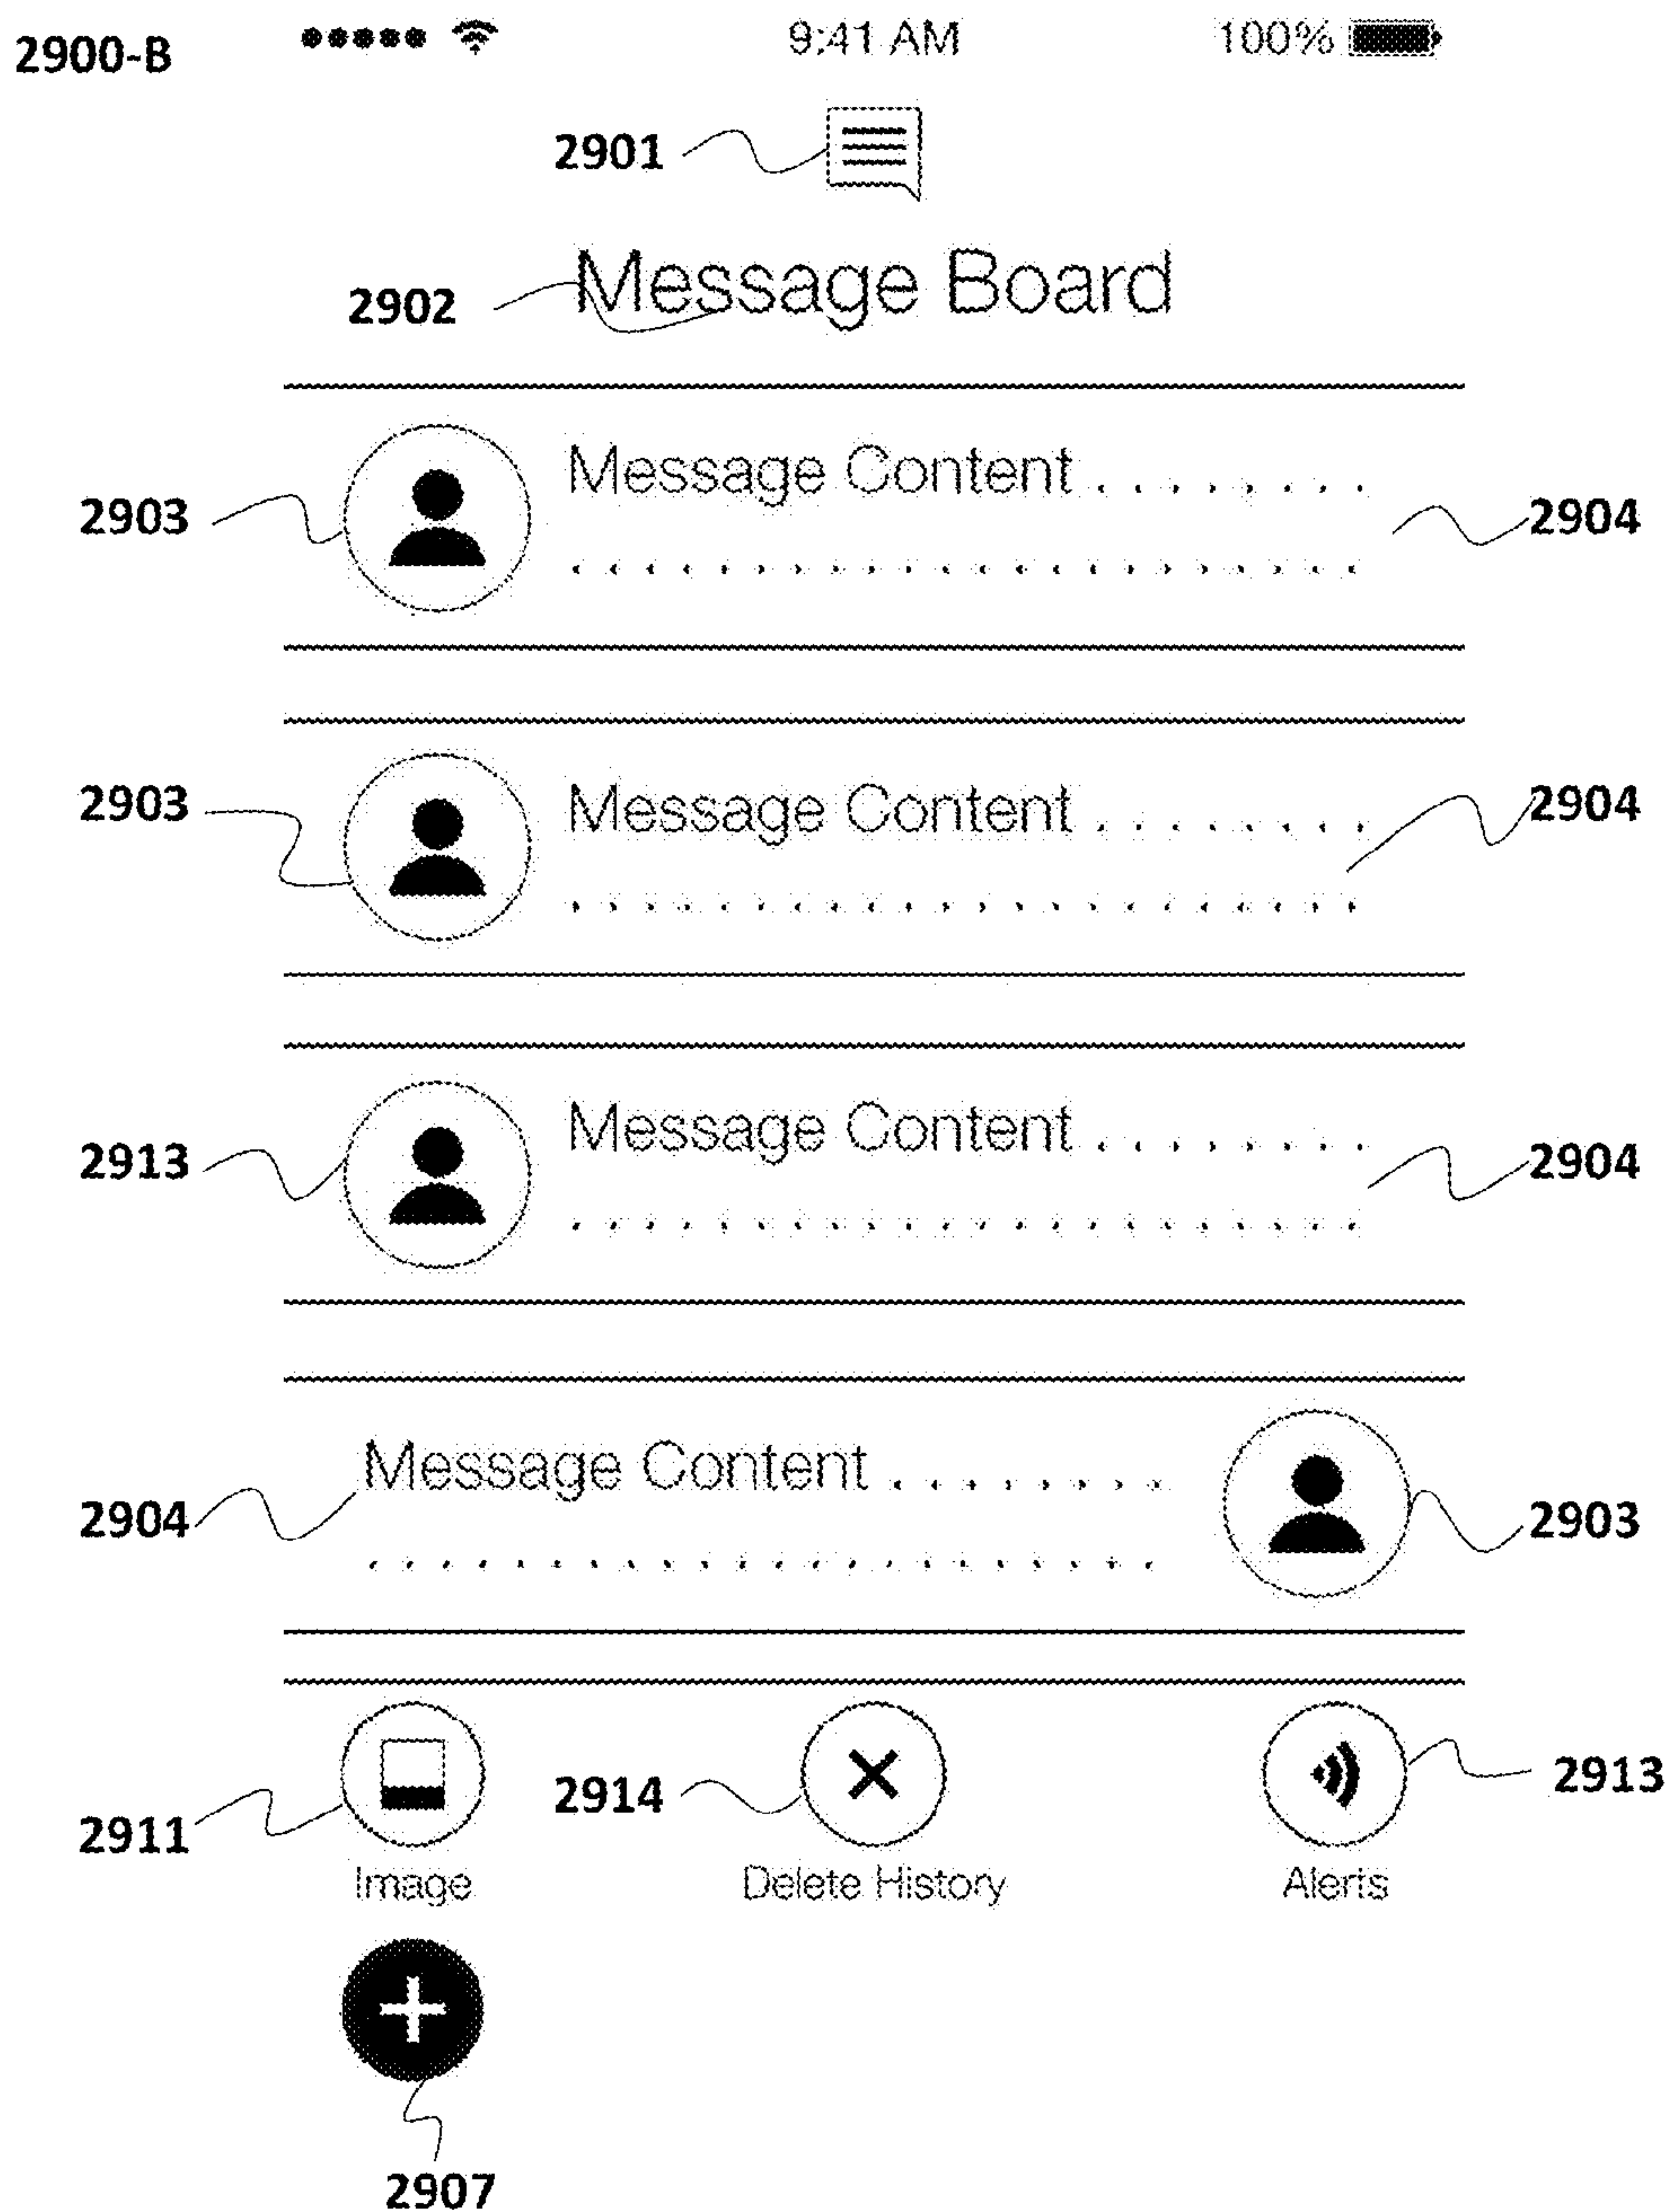 2900-B 9:41 AM 100%
2901
Message Board
2902
Message Content . . . . . . . .
2903 2904
. . . . . . . . . . . . . . . . . . . . . .
2903 Message Content . . . . . . . . 2904
. . . . . . . . . . . . . . . . . . . . . .
Message Content . . . . . . . .
2913 2904
. . . . . . . . . . . . . . . . . . . . . .
Message Content . . . . . . . .
2904 2903
. . . . . . . . . . . . . . . . . . . . . .
2914 2913
2911
Image Delete History Alerts
2907